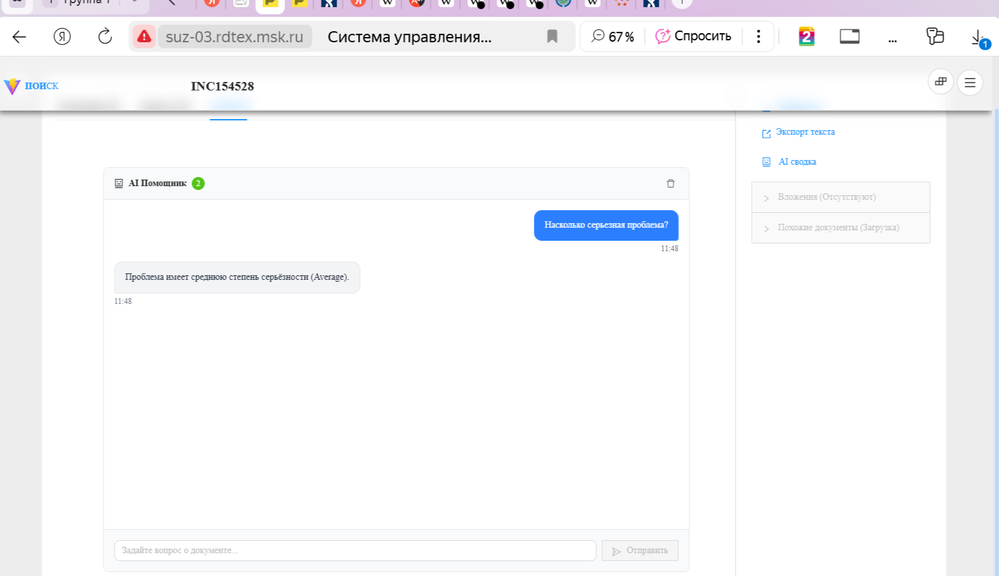 suz-03.rdtex.msk.ru
Система управления...
67 %
Спросить
...
1
ПОИСК
INC154528
Экспорт текста
AI сводка
AI Помощник 2
Вложения (Отсутствуют)
Насколько серьезная проблема?
Похожие документы (Загрузка)
11:48
Проблема имеет среднюю степень серьёзности (Average).
11:48
Задайте вопрос о документе...
Отправить